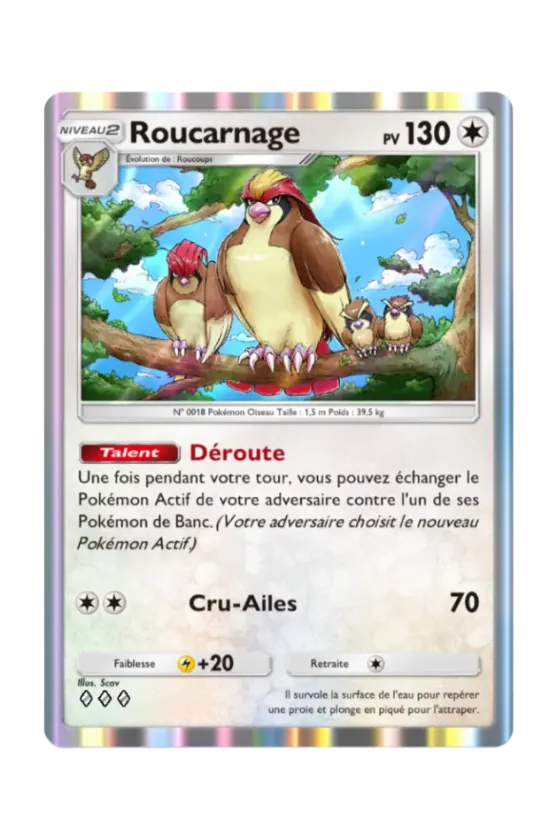 NIVEAU2
Roucarnage
PV 130
Évolution de : Roucoups
N° 0018 Pokémon Oiseau Taille : 1,5 m Poids : 39.5 kg
Talent Déroute
Une fois pendant votre tour, vous pouvez échanger le
Pokémon Actif de votre adversaire contre l'un de ses
Pokémon de Banc. (Votre adversaire choisit le nouveau
Pokémon Actif.)
Cru-Ailes 70
Faiblesse +20 Retraite
Illus. Scav
Il survole la surface de l'eau pour repérer
une proie et plonge en piqué pour l'attraper.